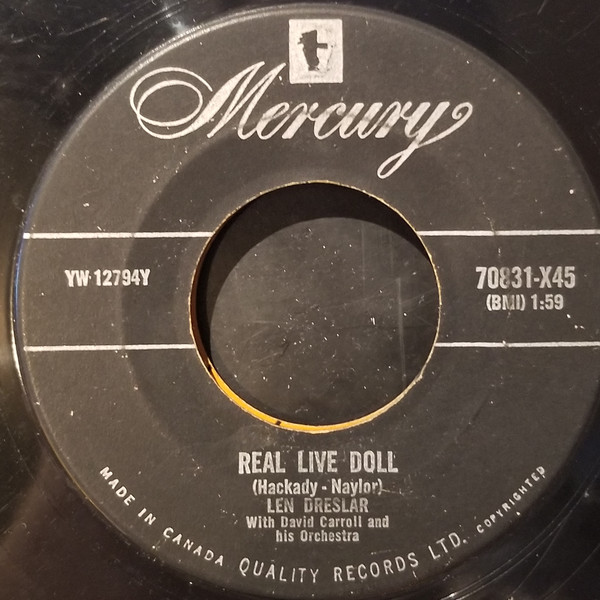 Mercury
YW 12794Y
70831-X45
(BMI) 1:59
REAL LIVE DOLL
(Hackady - Naylor)
LEN DRESLAR
With David Carroll and
his Orchestra
MADE IN CANADA QUALITY RECORDS LTD. COPYRIGHTED